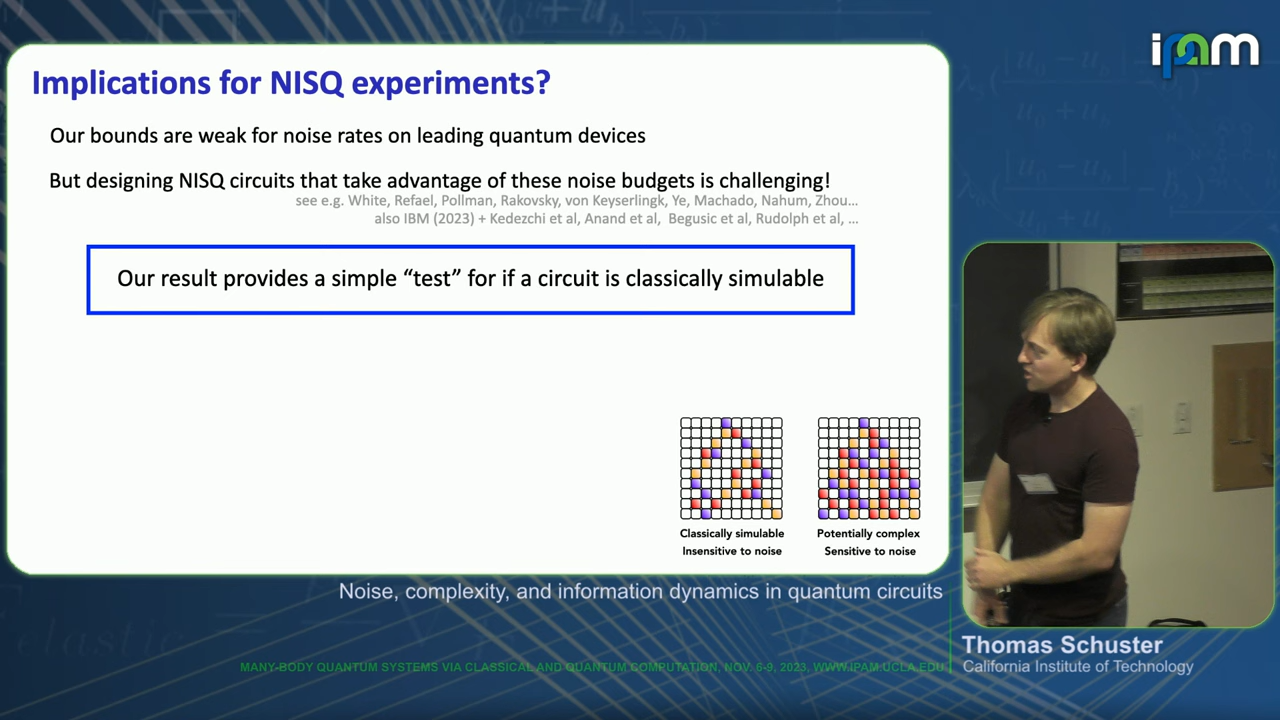 ipam
Implications for NISQ experiments?
Our bounds are weak for noise rates on leading quantum devices
But designing NISQ circuits that take advantage of these noise budgets is challenging!
see e.g. White, Refael, Pollman, Rakovsky, von Keyserlingk, Ye, Machado, Nahum, Zhou…
also IBM (2023) + Kedezchi et al, Anand et al, Begusic et al, Rudolph et al, …
Our result provides a simple “test” for if a circuit is classically simulable
Classically simulable
Insensitive to noise
Potentially complex
Sensitive to noise
Noise, complexity, and information dynamics in quantum circuits
Thomas Schuster
California Institute of Technology
MANY-BODY QUANTUM SYSTEMS VIA CLASSICAL AND QUANTUM COMPUTATION, NOV. 6-9, 2023, WWW.IPAM.UCLA.EDU
elastic